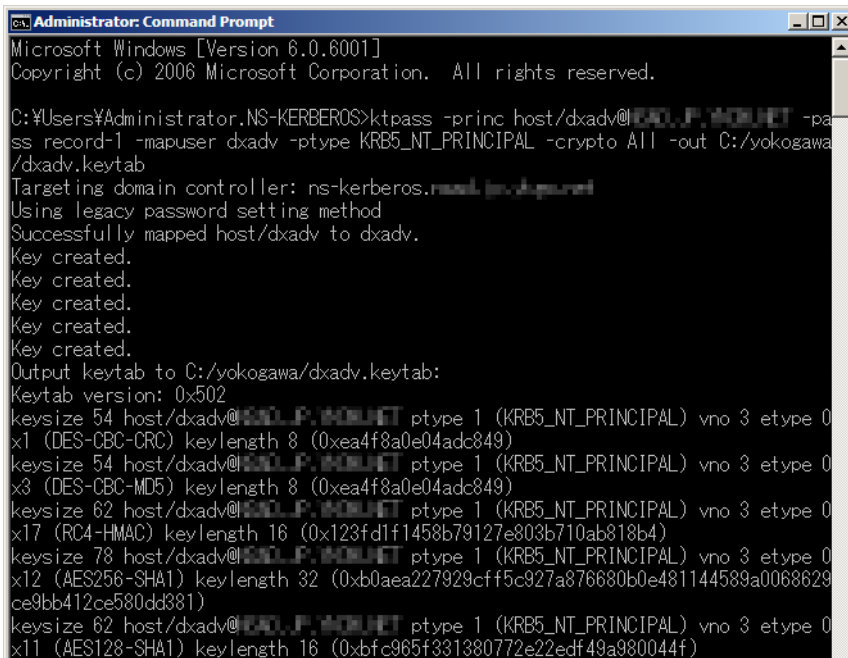 Administrator: Command Prompt
Microsoft Windows [Version 6.0.6001]
Copyright (c) 2006 Microsoft Corporation.  All rights reserved.
C:¥Users¥Administrator.NS-KERBEROS>ktpass -princ host/dxadv@ -pa
ss record-1 -mapuser dxadv -ptype KRB5_NT_PRINCIPAL -crypto All -out C:/yokogawa
/dxadv.keytab
Targeting domain controller: ns-kerberos.
Using legacy password setting method
Successfully mapped host/dxadv to dxadv.
Key created.
Key created.
Key created.
Key created.
Key created.
Output keytab to C:/yokogawa/dxadv.keytab:
Keytab version: 0x502
keysize 54 host/dxadv@ ptype 1 (KRB5_NT_PRINCIPAL) vno 3 etype 0
x1 (DES-CBC-CRC) keylength 8 (0xea4f8a0e04adc849)
keysize 54 host/dxadv@ ptype 1 (KRB5_NT_PRINCIPAL) vno 3 etype 0
x3 (DES-CBC-MD5) keylength 8 (0xea4f8a0e04adc849)
keysize 62 host/dxadv@ ptype 1 (KRB5_NT_PRINCIPAL) vno 3 etype 0
x17 (RC4-HMAC) keylength 16 (0x123fd1f1458b79127e803b710ab818b4)
keysize 78 host/dxadv@ ptype 1 (KRB5_NT_PRINCIPAL) vno 3 etype 0
x12 (AES256-SHA1) keylength 32 (0xb0aea227929cff5c927a876680b0e481144589a0068629
ce9bb412ce580dd381)
keysize 62 host/dxadv@ ptype 1 (KRB5_NT_PRINCIPAL) vno 3 etype 0
x11 (AES128-SHA1) keylength 16 (0xbfc965f331380772e22edf49a980044f)